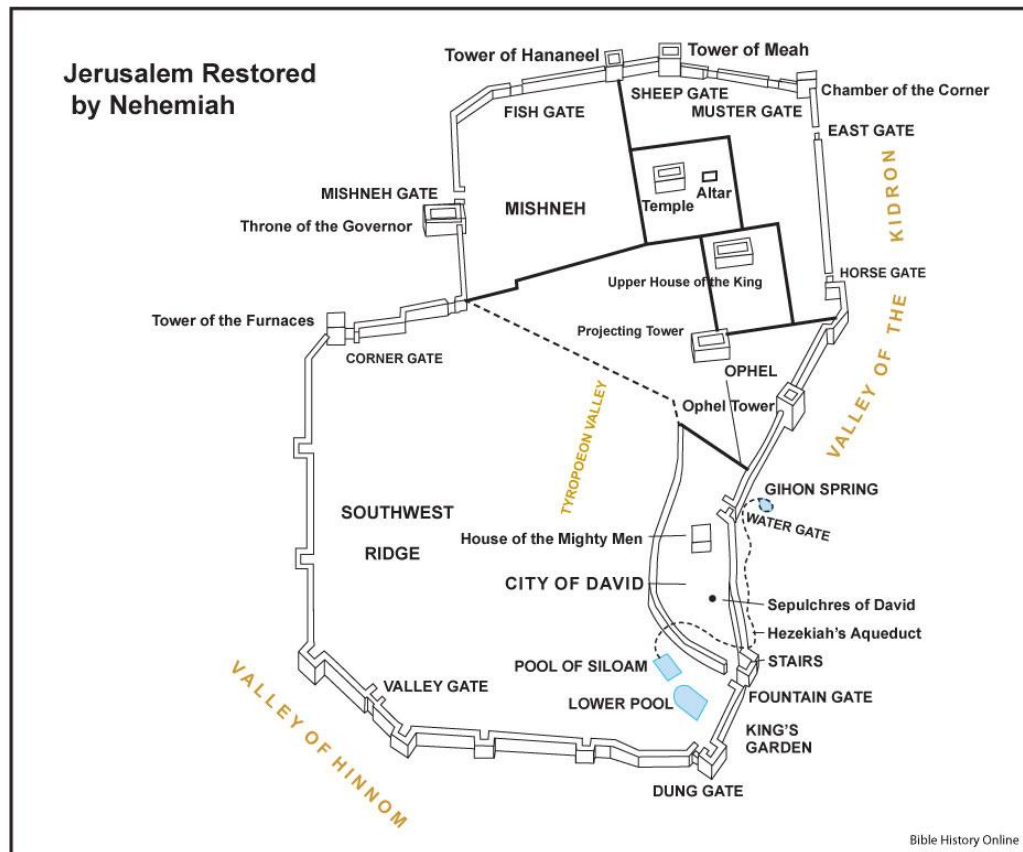 Jerusalem Restored
by Nehemiah
Tower of Hananeel
Tower of Meah
SHEEP GATE
Chamber of the Corner
FISH GATE
MUSTER GATE
EAST GATE
MISHNEH GATE
MISHNEH
Temple
Altar
Throne of the Governor
VALLEY OF THE KIDRON
Upper House of the King
HORSE GATE
Tower of the Furnaces
Projecting Tower
CORNER GATE
OPHEL
Ophel Tower
TYROPOEON VALLEY
GIHON SPRING
WATER GATE
SOUTHWEST
RIDGE
House of the Mighty Men
CITY OF DAVID
Sepulchres of David
Hezekiah's Aqueduct
STAIRS
POOL OF SILOAM
VALLEY GATE
LOWER POOL
FOUNTAIN GATE
KING'S
GARDEN
VALLEY OF HINNOM
DUNG GATE
Bible History Online